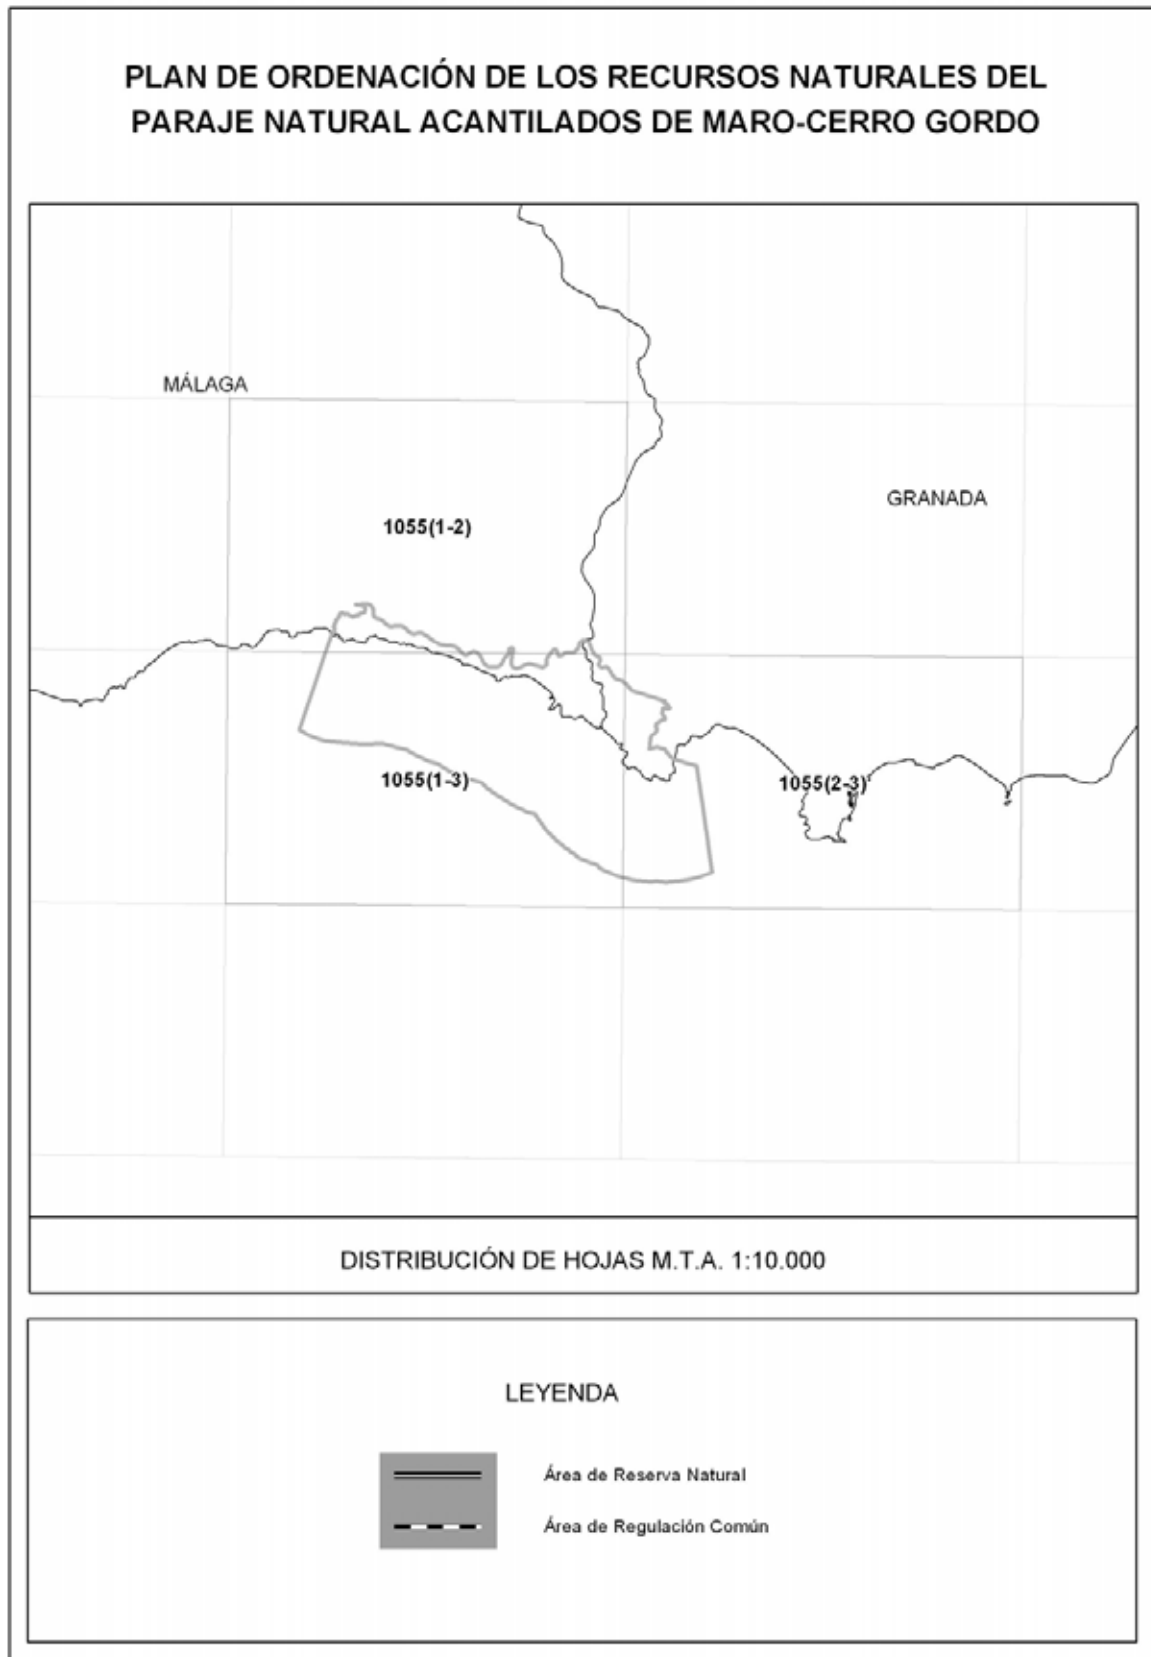 PLAN DE ORDENACIÓN DE LOS RECURSOS NATURALES DEL
PARAJE NATURAL ACANTILADOS DE MARO-CERRO GORDO
MÁLAGA
GRANADA
1055(1-2)
1055(1-3)
1055(2-3)
DISTRIBUCIÓN DE HOJAS M.T.A. 1:10.000
LEYENDA
Área de Reserva Natural
Área de Regulación Común